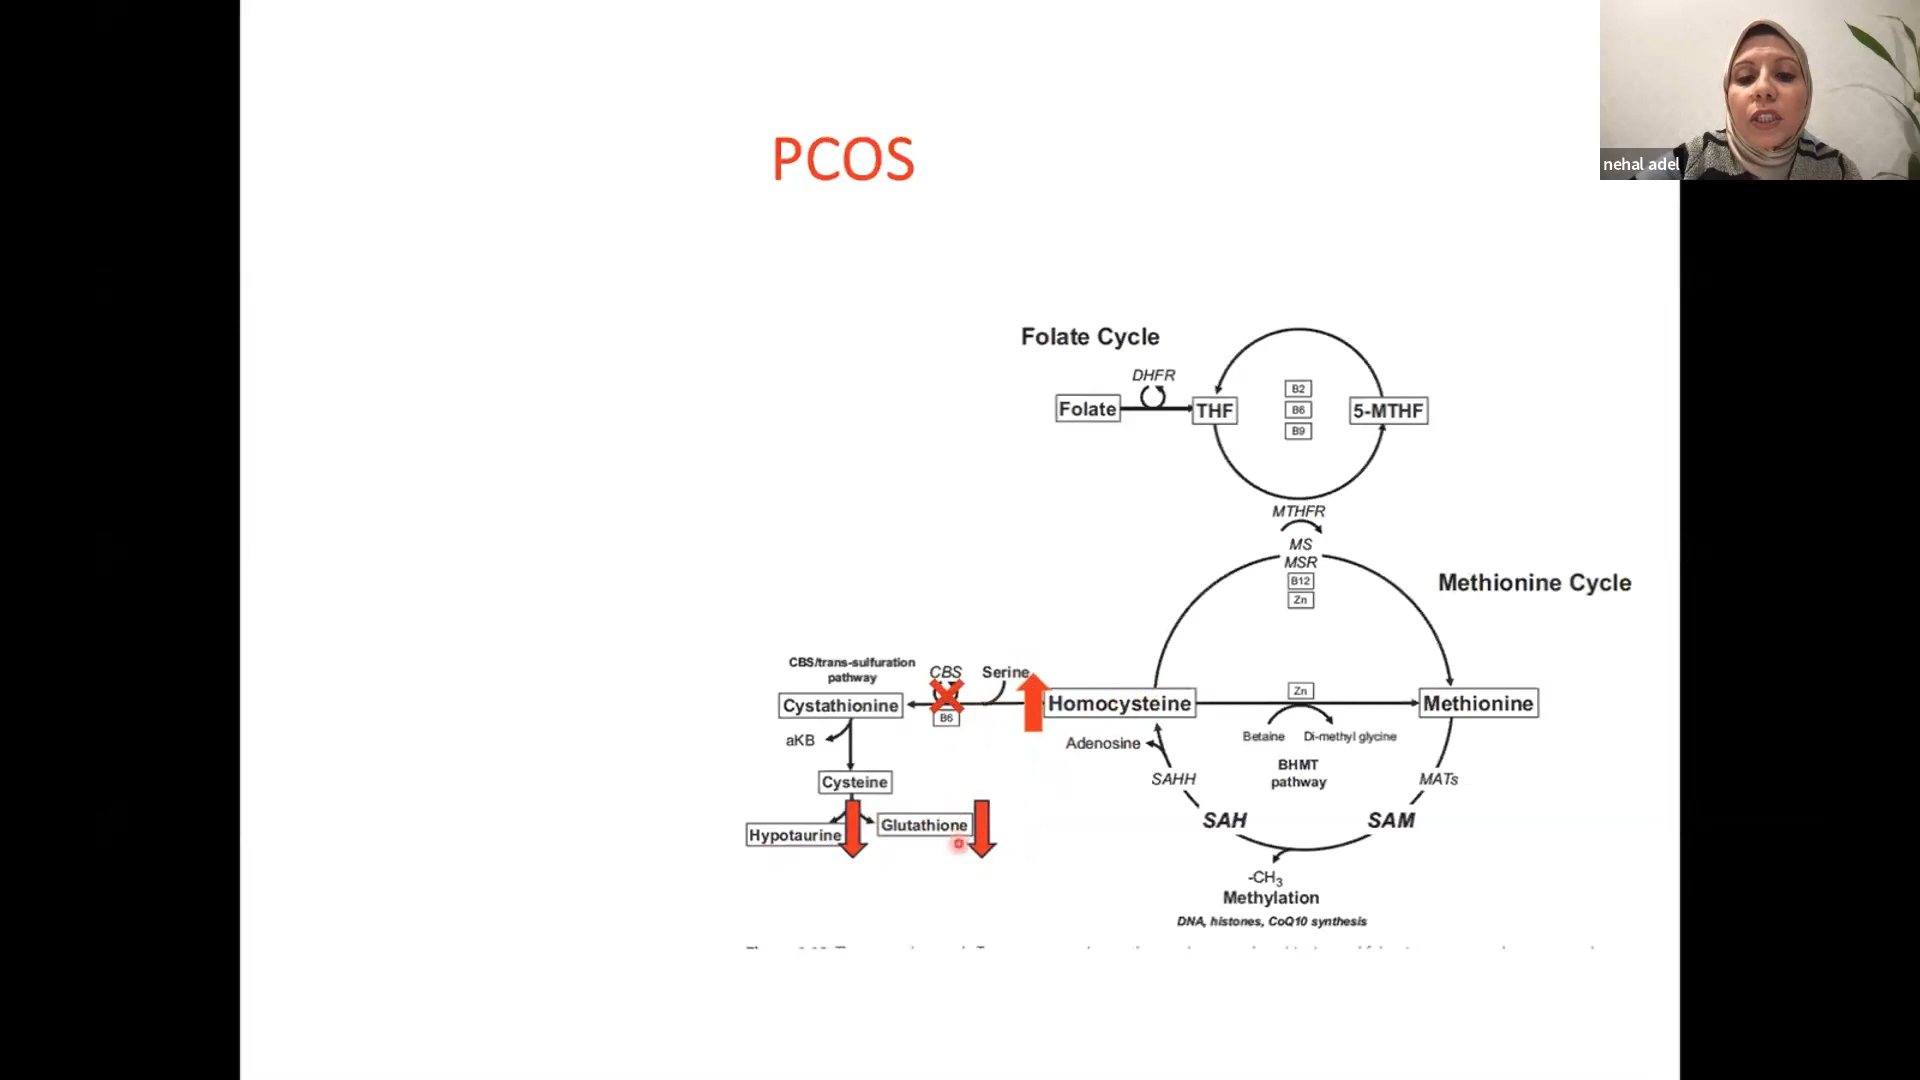 PCOS
nehal adel
Folate Cycle
DHFR
Folate
THF
B2
B6
B9
5-MTHF
MTHFR
MS
MSR
B12
Zn
Methionine Cycle
CBS/trans-sulfuration
pathway
CBS
Serine
Cystathionine
B6
Homocysteine
Zn
Methionine
aKB
Adenosine
Betaine
Di-methyl glycine
BHMT
pathway
SAHH
MATs
Cysteine
SAH
SAM
Hypotaurine
Glutathione
-CH3
Methylation
DNA, histones, CoQ10 synthesis